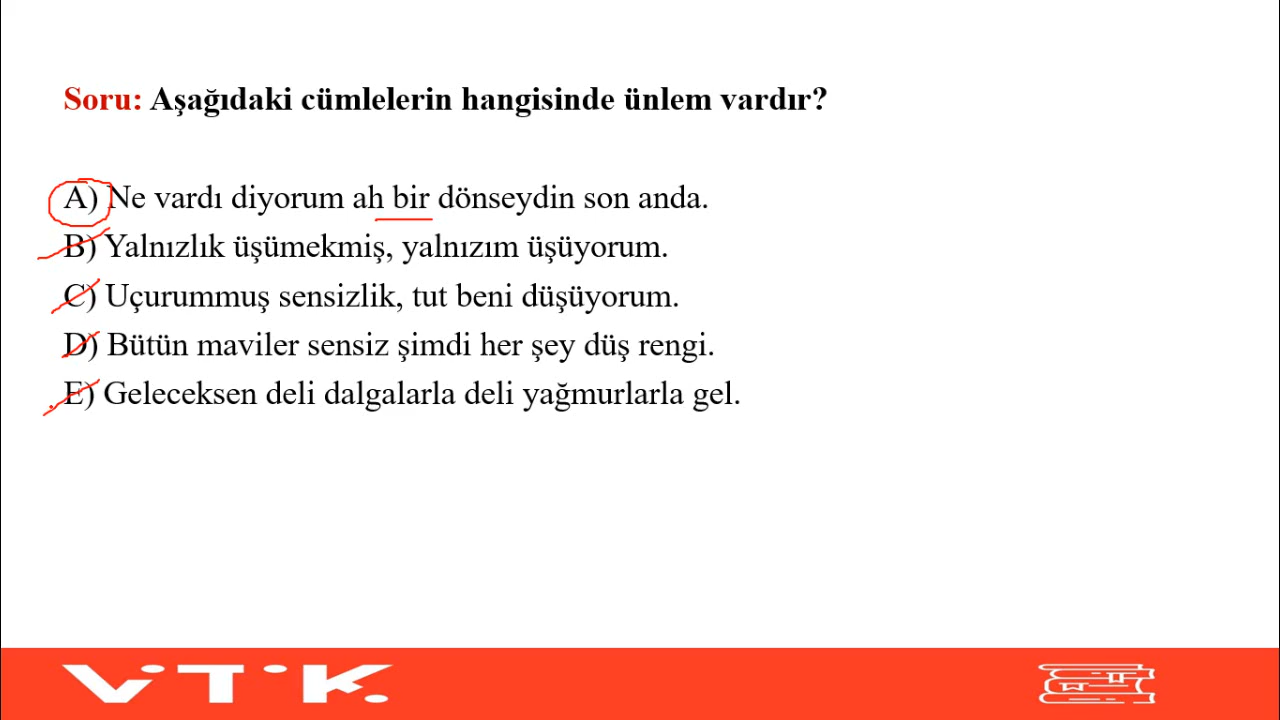 Soru: Aşağıdaki cümlelerin hangisinde ünlem vardır?
A) Ne vardı diyorum ah bir dönseydin son anda.
B) Yalnızlık üşümekmiş, yalnızım üşüyorum.
C) Uçurummuş sensizlik, tut beni düşüyorum.
D) Bütün maviler sensiz şimdi her şey düş rengi.
E) Geleceksen deli dalgalarla deli yağmurlarla gel.
VTK